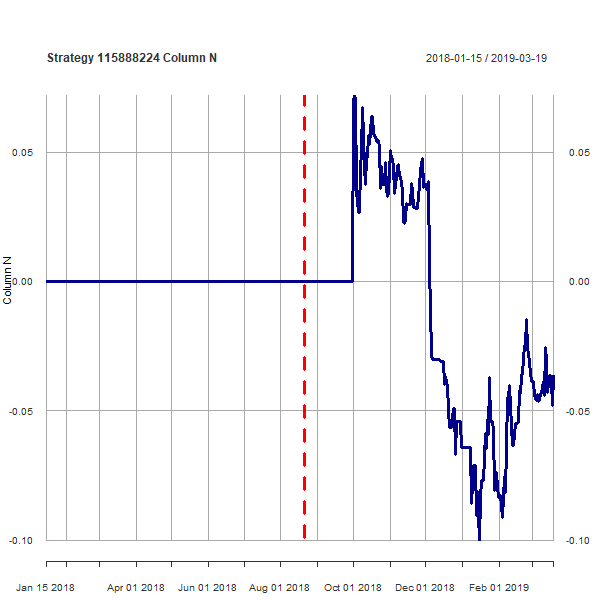 Strategy 115888224 Column N
2018-01-15 / 2019-03-19
Column N
0.05
0.05
0.00
0.00
-0.05
-0.05
-0.10
-0.10
Jan 15 2018
Apr 01 2018
Jun 01 2018
Aug 01 2018
Oct 01 2018
Dec 01 2018
Feb 01 2019